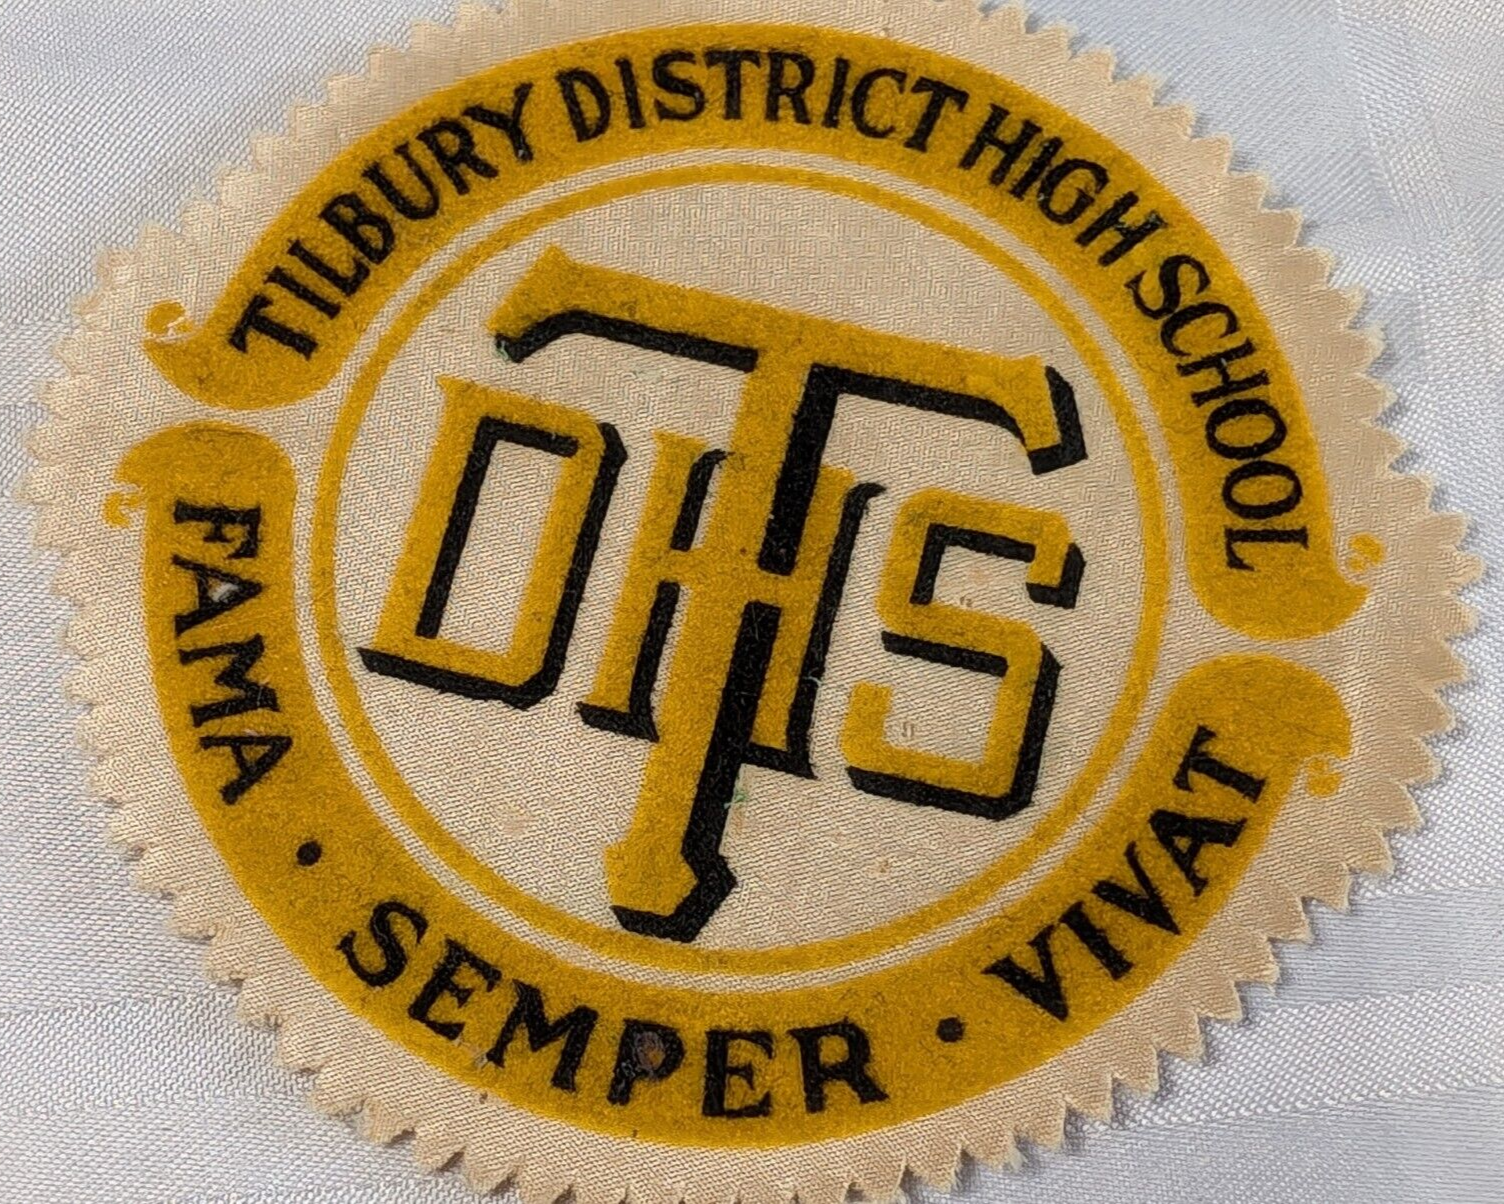 TILBURY DISTRICT HIGH SCHOOL
TDHS
FAMA · SEMPER · VIVAT